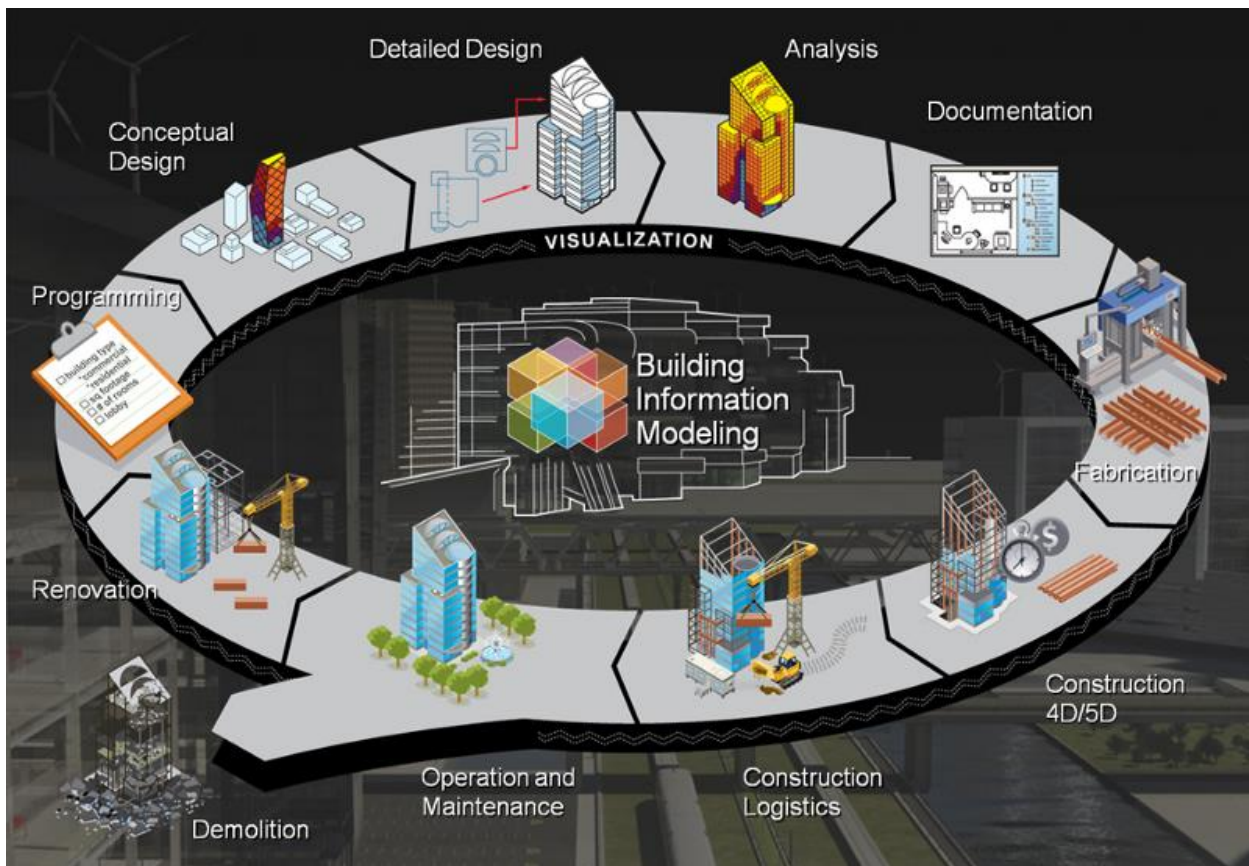 Detailed Design
Analysis
Documentation
Conceptual
Design
VISUALIZATION
Programming
building type
*commercial
*residential
sq footage
# of rooms
lobby
Building
Information
Modeling
Fabrication
$
Renovation
Construction
4D/5D
Operation and
Maintenance
Construction
Logistics
Demolition